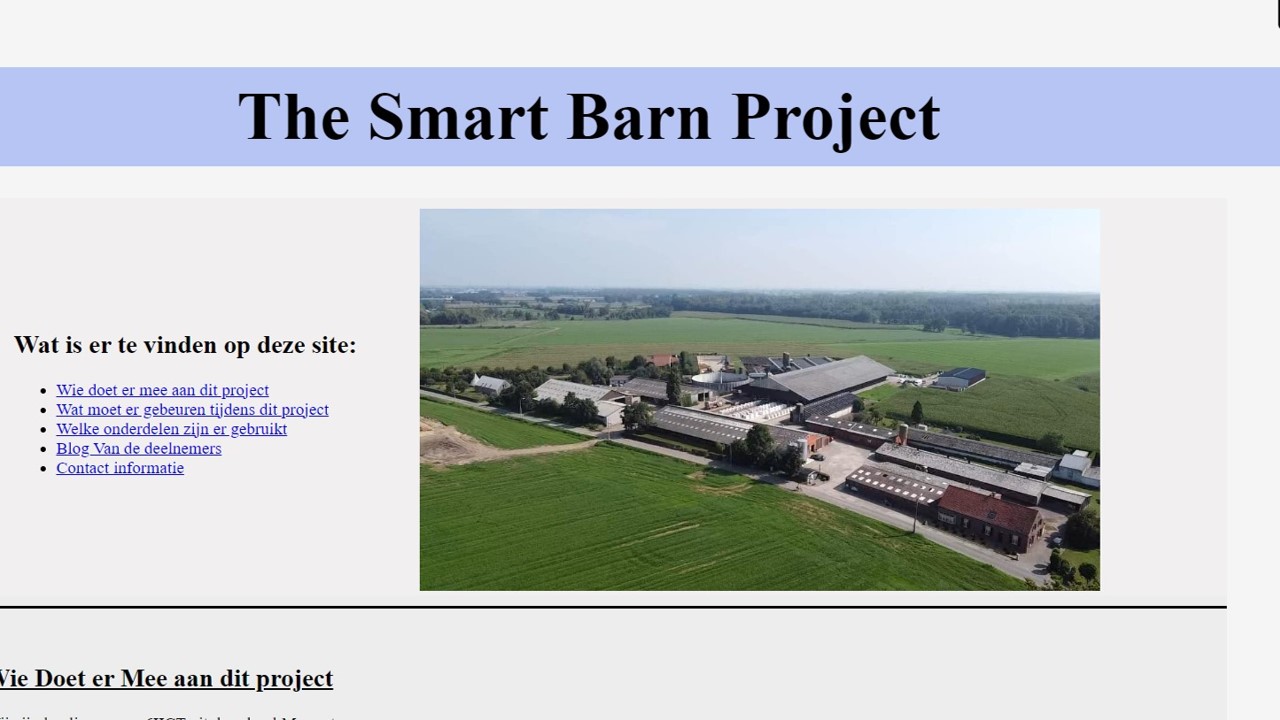 The Smart Barn Project
Wat is er te vinden op deze site:
Wie doet er mee aan dit project
Wat moet er gebeuren tijdens dit project
Welke onderdelen zijn er gebruikt
Blog Van de deelnemers
Contact informatie
Wie Doet er Mee aan dit project